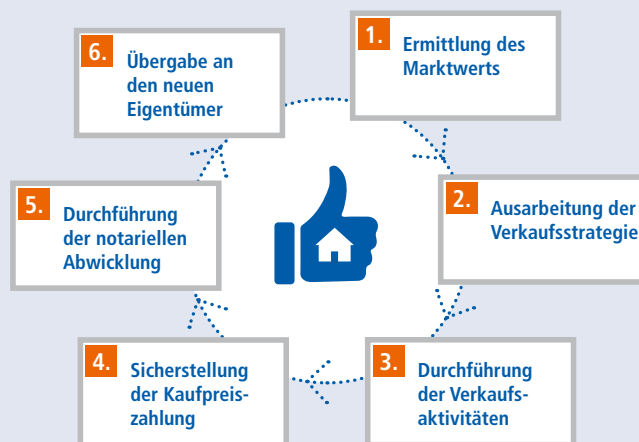 1.
Ermittlung des
Marktwerts
2.
Ausarbeitung der
Verkaufsstrategie
3.
Durchführung
der Verkaufs-
aktivitäten
4.
Sicherstellung
der Kaufpreis-
zahlung
5.
Durchführung
der notariellen
Abwicklung
6.
Übergabe an
den neuen
Eigentümer